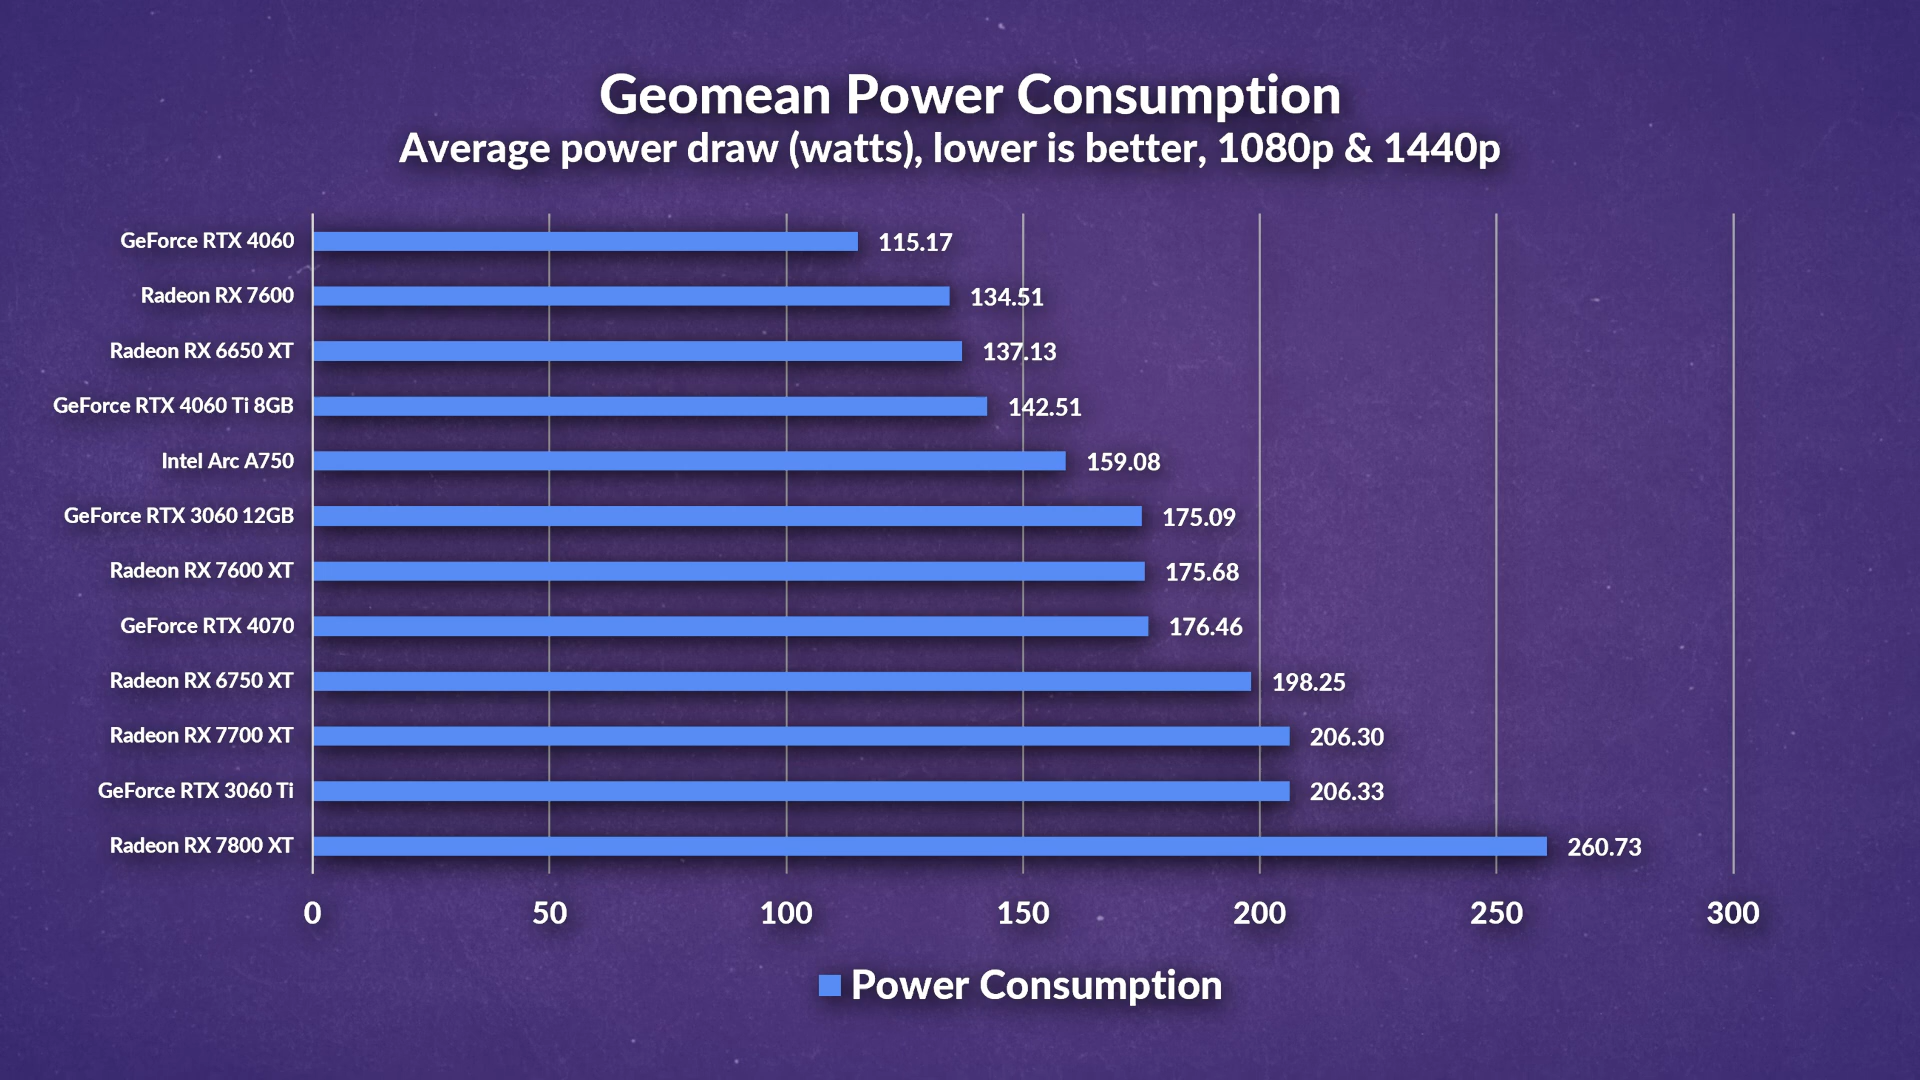 Geomean Power Consumption
Average power draw (watts), lower is better, 1080p & 1440p
GeForce RTX 4060 115.17
Radeon RX 7600 134.51
Radeon RX 6650 XT 137.13
GeForce RTX 4060 Ti 8GB 142.51
Intel Arc A750 159.08
GeForce RTX 3060 12GB 175.09
Radeon RX 7600 XT 175.68
GeForce RTX 4070 176.46
Radeon RX 6750 XT 198.25
Radeon RX 7700 XT 206.30
GeForce RTX 3060 Ti 206.33
Radeon RX 7800 XT 260.73
0 50 100 150 200 250 300
Power Consumption